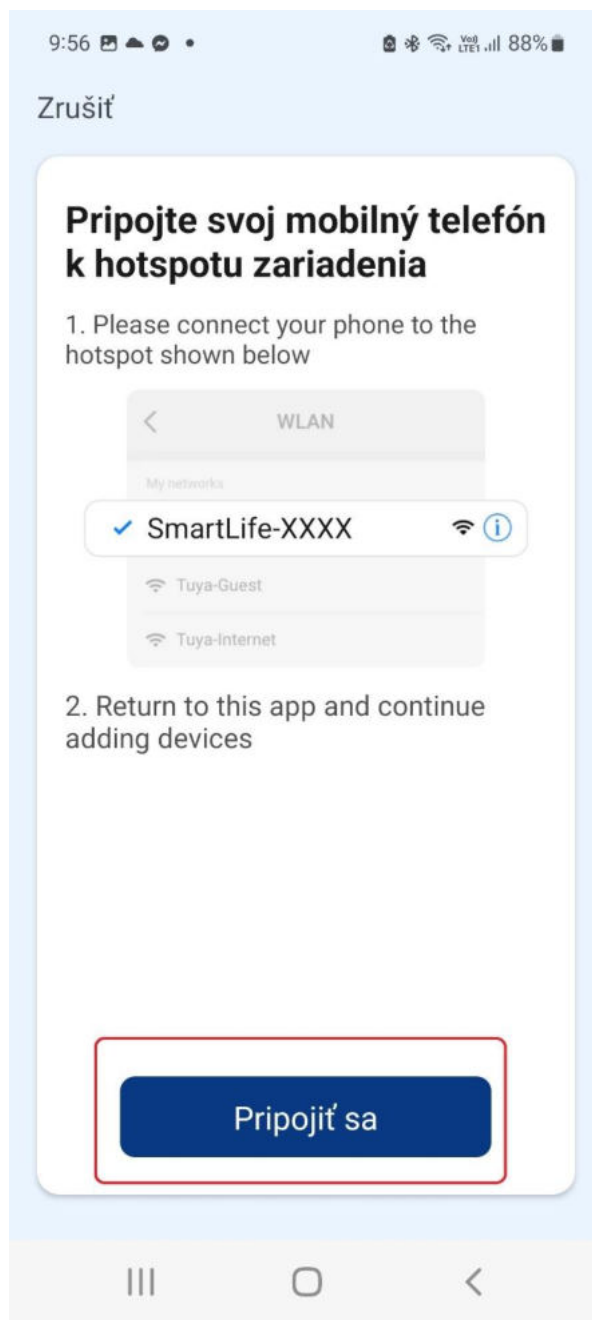 9:56 88%
Zrušiť
Pripojte svoj mobilný telefón
k hotspotu zariadenia
1. Please connect your phone to the
hotspot shown below
WLAN
My networks
SmartLife-XXXX
Tuya-Guest
Tuya-Internet
2. Return to this app and continue
adding devices
Pripojiť sa